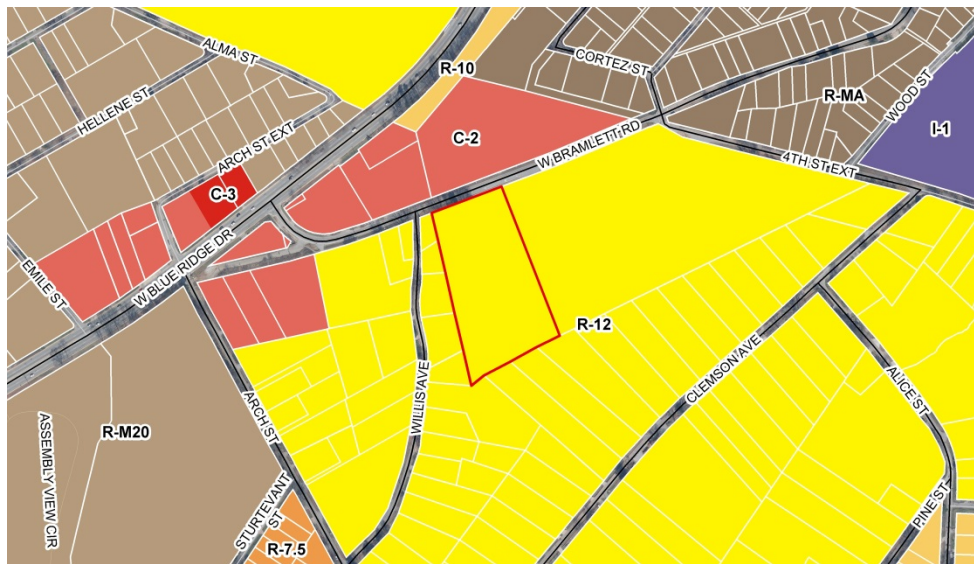 ALMA ST
R-10
CORTEZ ST
HELLENE ST
R-MA
WOOD ST
I-1
C-2
ARCH ST EXT
W BRAMLETT RD
4TH ST EXT
C-3
W BLUE RIDGE DR
EMILE ST
R-12
WILLIS AVE
CLEMSON AVE
ALICE ST
R-M20
ARCH ST
ASSEMBLY VIEW CIR
STURTEVANT
ST
PINE ST
R-7.5